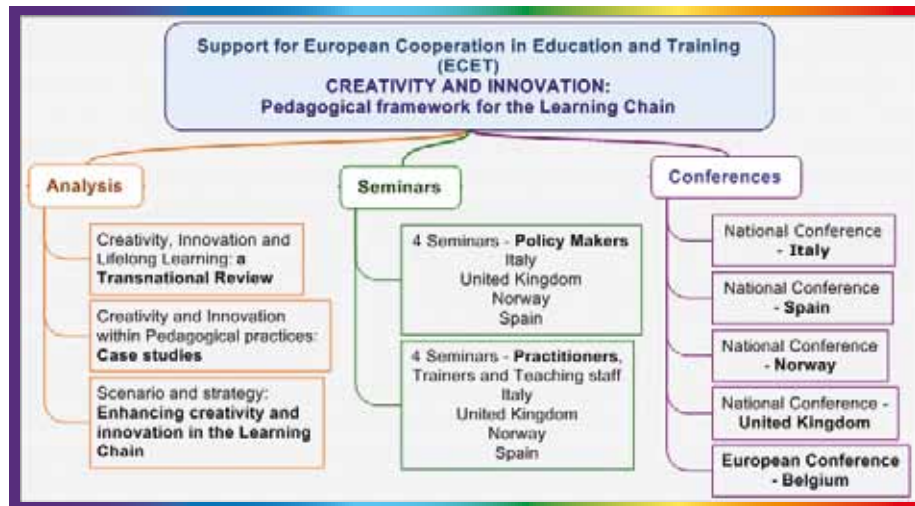 Support for European Cooperation in Education and Training
(ECET)
CREATIVITY AND INNOVATION:
Pedagogical framework for the Learning Chain
Analysis
Creativity, Innovation and
Lifelong Learning: a
Transnational Review
Creativity and Innovation
within Pedagogical practices:
Case studies
Scenario and strategy:
Enhancing creativity and
innovation in the Learning
Chain
Seminars
4 Seminars - Policy Makers
Italy
United Kingdom
Norway
Spain
4 Seminars - Practitioners,
Trainers and Teaching staff
Italy
United Kingdom
Norway
Spain
Conferences
National Conference
- Italy
National Conference
- Spain
National Conference
- Norway
National Conference -
United Kingdom
European Conference
- Belgium